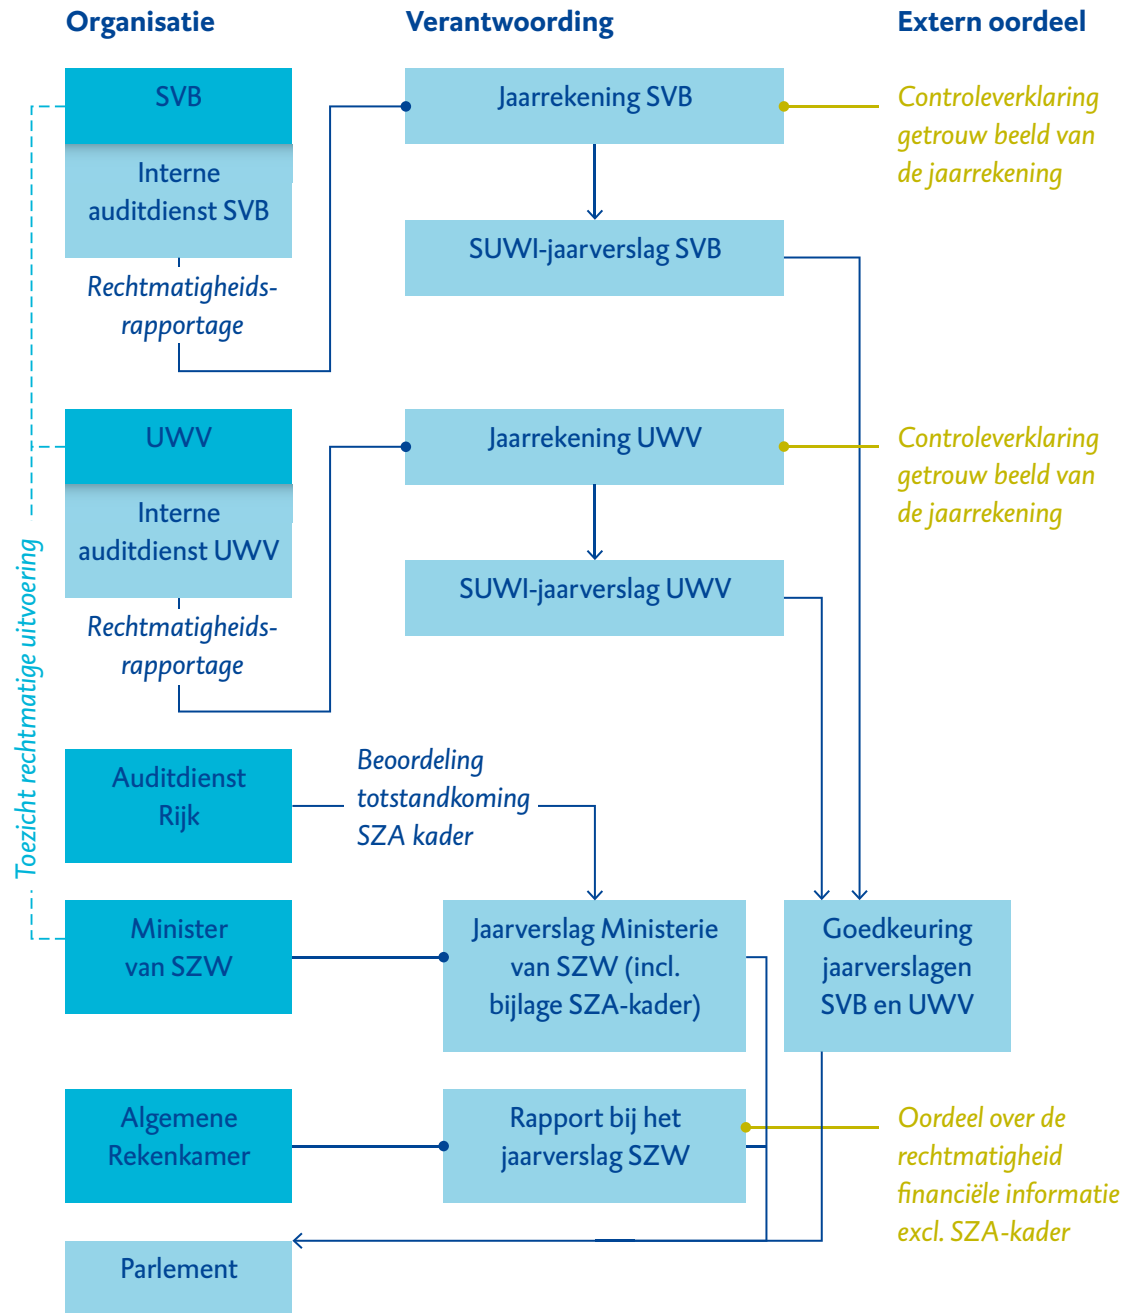 Organisatie
Verantwoording
Extern oordeel
SVB
Jaarrekening SVB
Controleverklaring
getrouw beeld van
de jaarrekening
Interne
auditdienst SVB
SUWI-jaarverslag SVB
Rechtmatigheids-
rapportage
UWV
Jaarrekening UWV
Controleverklaring
getrouw beeld van
de jaarrekening
Interne
auditdienst UWV
SUWI-jaarverslag UWV
Rechtmatigheids-
rapportage
Toezicht rechtmatige uitvoering
Auditdienst
Rijk
Beoordeling
totstandkoming
SZA kader
Minister
van SZW
Jaarverslag Ministerie
van SZW (incl.
bijlage SZA-kader)
Goedkeuring
jaarverslagen
SVB en UWV
Algemene
Rekenkamer
Rapport bij het
jaarverslag SZW
Oordeel over de
rechtmatigheid
financiële informatie
excl. SZA-kader
Parlement